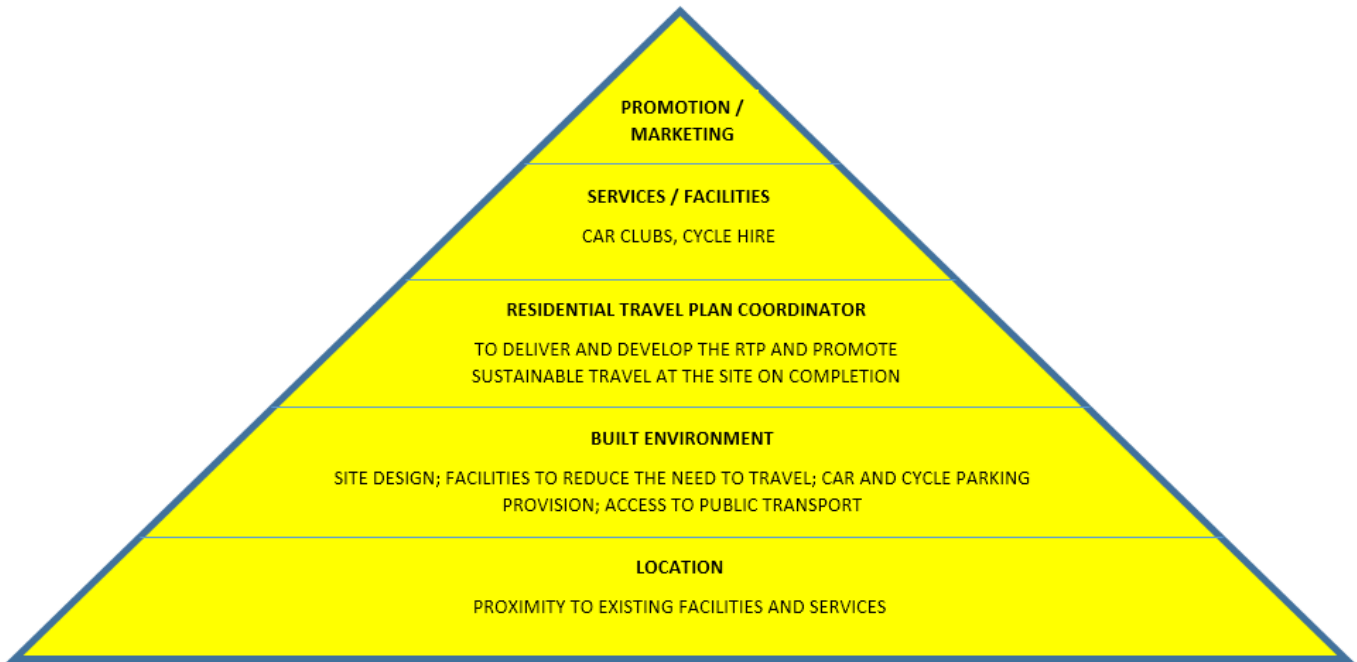 PROMOTION /
MARKETING
SERVICES / FACILITIES
CAR CLUBS, CYCLE HIRE
RESIDENTIAL TRAVEL PLAN COORDINATOR
TO DELIVER AND DEVELOP THE RTP AND PROMOTE
SUSTAINABLE TRAVEL AT THE SITE ON COMPLETION
BUILT ENVIRONMENT
SITE DESIGN; FACILITIES TO REDUCE THE NEED TO TRAVEL; CAR AND CYCLE PARKING
PROVISION; ACCESS TO PUBLIC TRANSPORT
LOCATION
PROXIMITY TO EXISTING FACILITIES AND SERVICES